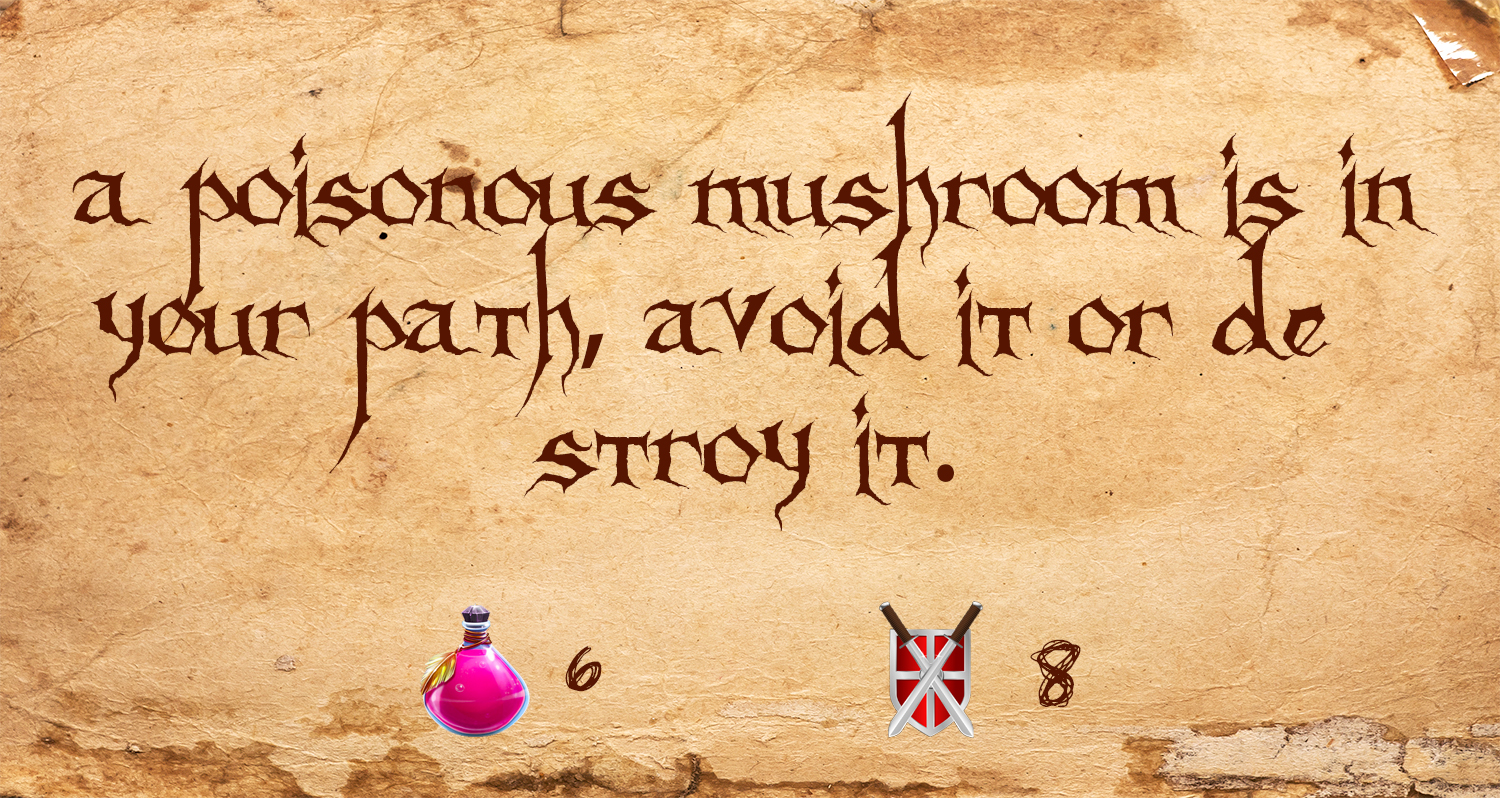 a poisonous mushroom is in
your path, avoid it or de
stroy it.
6 8